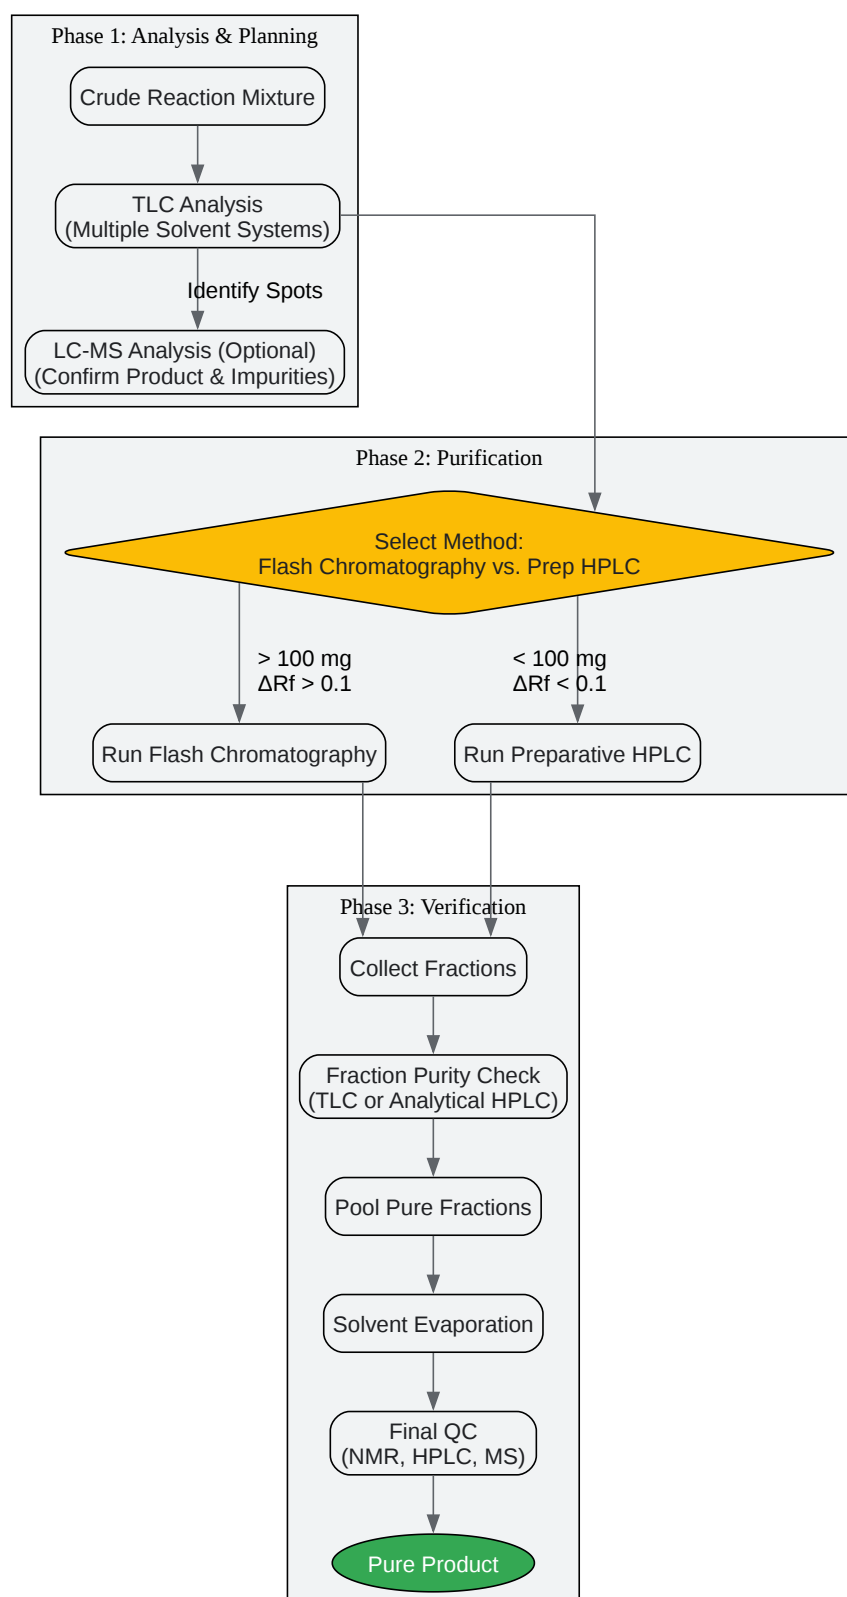 Phase 1: Analysis & Planning
Crude Reaction Mixture
TLC Analysis
(Multiple Solvent Systems)
Identify Spots
LC-MS Analysis (Optional)
(Confirm Product & Impurities)
Phase 2: Purification
Select Method:
Flash Chromatography vs. Prep HPLC
> 100 mg
ΔRf > 0.1
< 100 mg
ΔRf < 0.1
Run Flash Chromatography
Run Preparative HPLC
Phase 3: Verification
Collect Fractions
Fraction Purity Check
(TLC or Analytical HPLC)
Pool Pure Fractions
Solvent Evaporation
Final QC
(NMR, HPLC, MS)
Pure Product